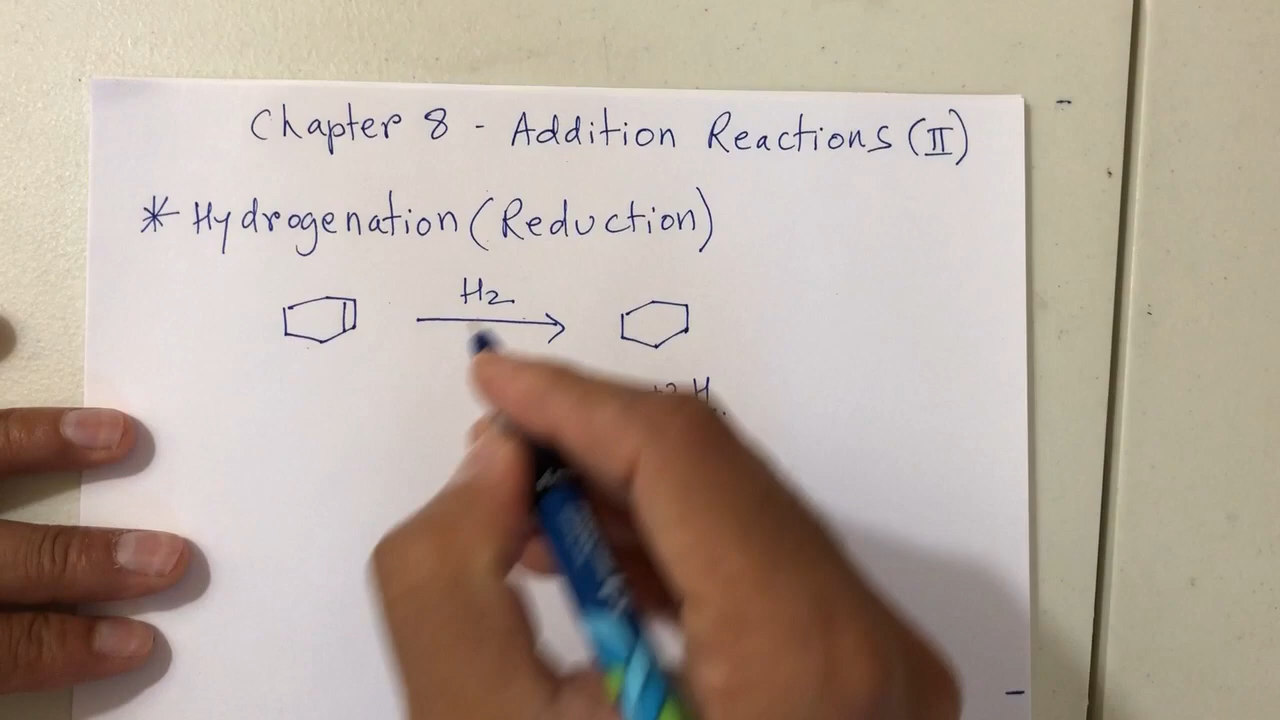 Chapter 8 - Addition Reactions (II)
* Hydrogenation (Reduction)
H2